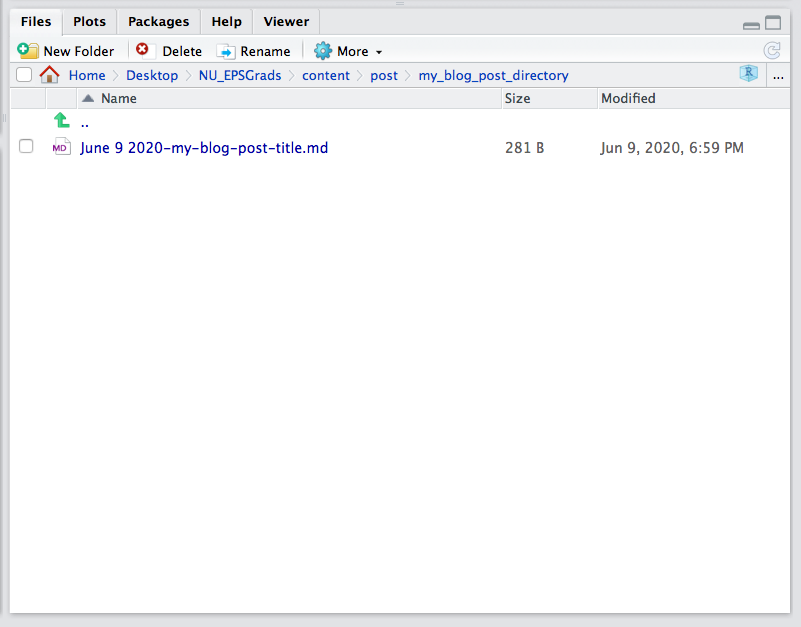 Files Plots Packages Help Viewer
New Folder Delete Rename More
Home Desktop NU_EPSGrads content post my_blog_post_directory R ...
Name Size Modified
..
MD June 9 2020-my-blog-post-title.md 281 B Jun 9, 2020, 6:59 PM